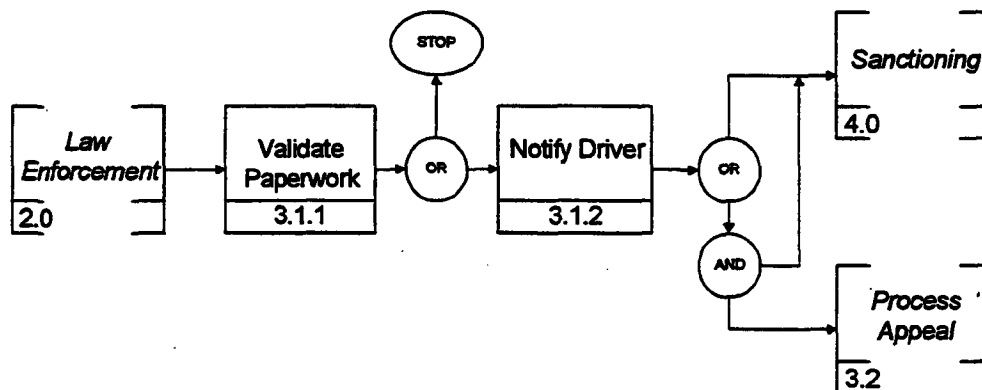 STOP
Sanctioning
4.0
Law
Enforcement
2.0
Validate
Paperwork
3.1.1
OR
Notify Driver
3.1.2
OR
AND
Process
Appeal
3.2